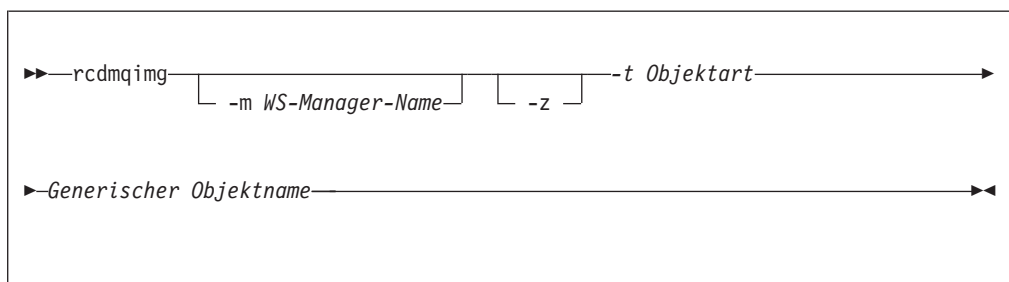 rcdmqimg -t Objektart
-m WS-Manager-Name -z
Generischer Objektname